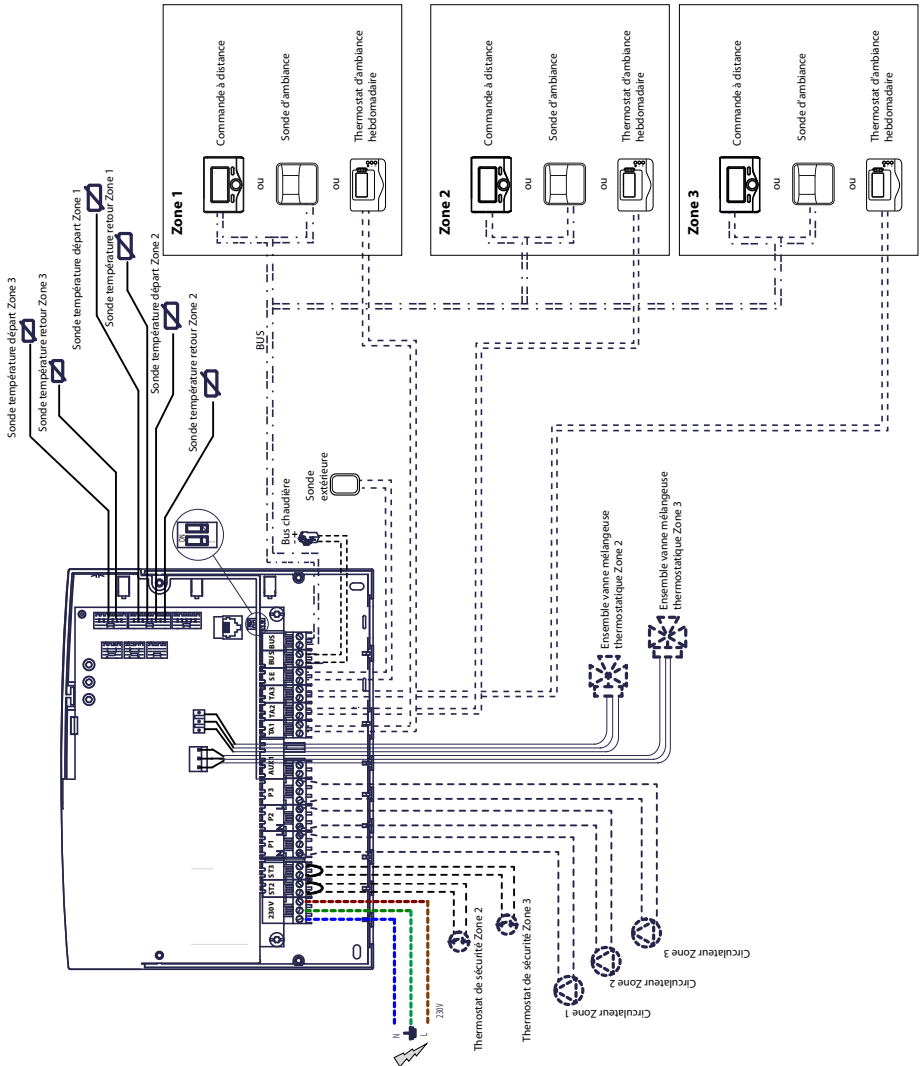 Zone 1
Commande à distance
ou
Sonde d'ambiance
ou
Thermostat d'ambiance
hebdomadaire
Zone 2
Commande à distance
ou
Sonde d'ambiance
ou
Thermostat d'ambiance
hebdomadaire
Zone 3
Commande à distance
ou
Sonde d'ambiance
ou
Thermostat d'ambiance
hebdomadaire
Sonde température départ Zone 3
Sonde température retour Zone 3
Sonde température départ Zone 1
Sonde température retour Zone 1
Sonde température départ Zone 2
Sonde température retour Zone 2
BUS
Sonde
extérieure
Bus chaudière
ON
Ensemble vanne mélangeuse
thermostatique Zone 2
Ensemble vanne mélangeuse
thermostatique Zone 3
230V
ST2
ST3
P1
P2
P3
AUX1
TA1
TA2
TA3
SE
BUS
BUS
N
L
230V
Thermostat de sécurité Zone 2
Thermostat de sécurité Zone 3
Circulateur Zone 1
Circulateur Zone 2
Circulateur Zone 3